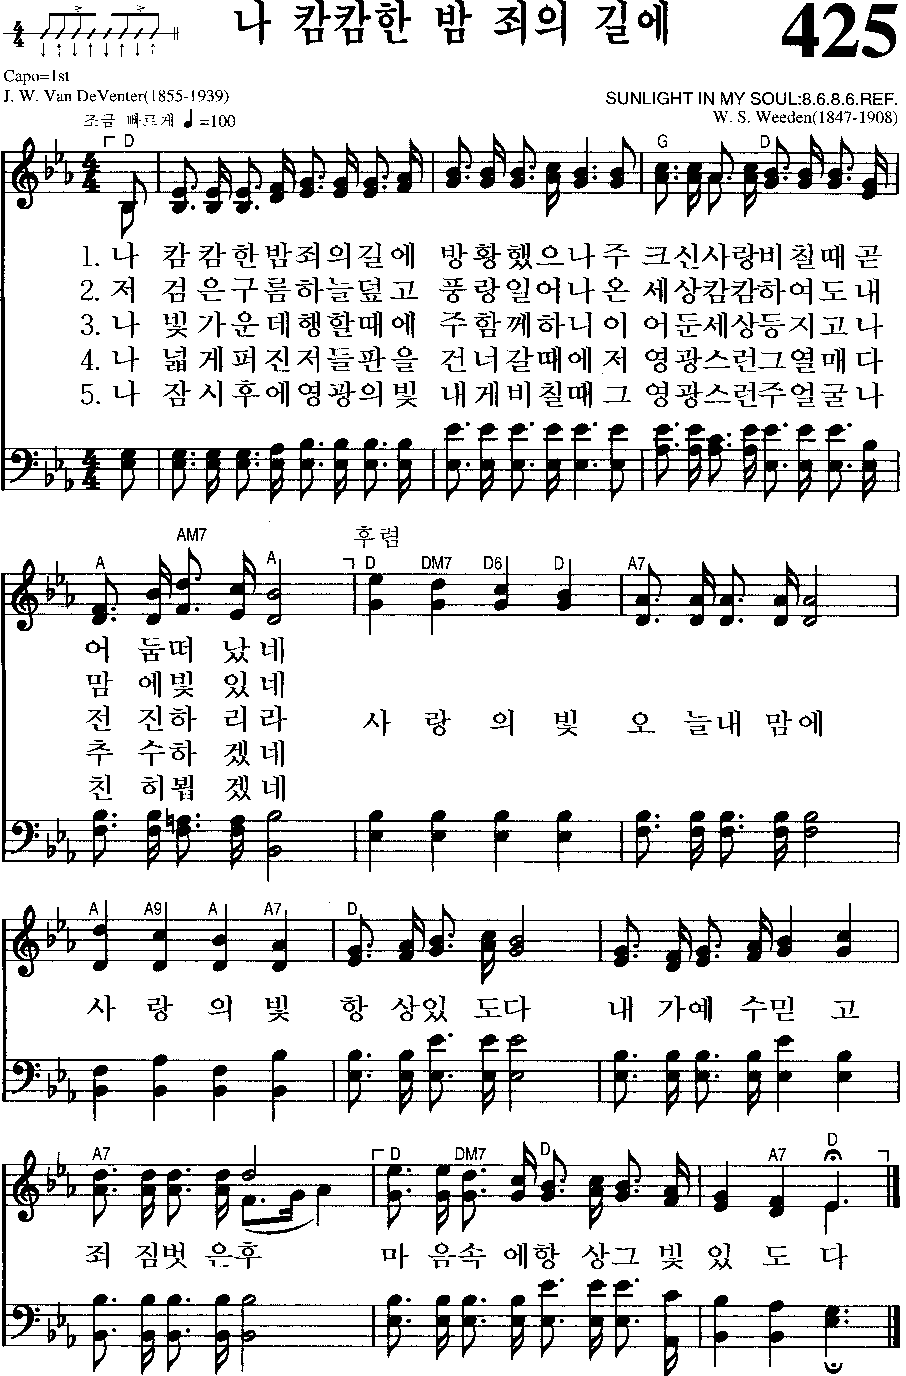 나 캄캄한 밤 죄의 길에
425
4/4
Capo=1st
J. W. Van DeVenter(1855-1939)
SUNLIGHT IN MY SOUL:8.6.8.6.REF.
조금 빠르게 ♩=100
W. S. Weeden(1847-1908)
D G D
1. 나 캄캄한밤죄의길에 방황했으나주 크신사랑비칠때곧
2. 저 검은구름하늘덮고 풍랑일어나온 세상캄캄하여도내
3. 나 빛가운데행할때에 주함께하니이 어둔세상등지고나
4. 나 넓게퍼진저들판을 건너갈때에저 영광스런그열매다
5. 나 잠시후에영광의빛 내게비칠때그 영광스런주얼굴나
후렴
A AM7 A D DM7 D6 D A7
어 둠떠 났네
맘 에빛 있네
전 진하 리라 사 랑 의 빛 오 늘내 맘에
추 수하 겠네
친 히뵙 겠네
A A9 A A7 D
사 랑 의 빛 항 상있 도다 내 가예 수믿 고
A7 D DM7 D A7 D
죄 짐벗 은후 마 음속 에항 상그 빛 있 도 다